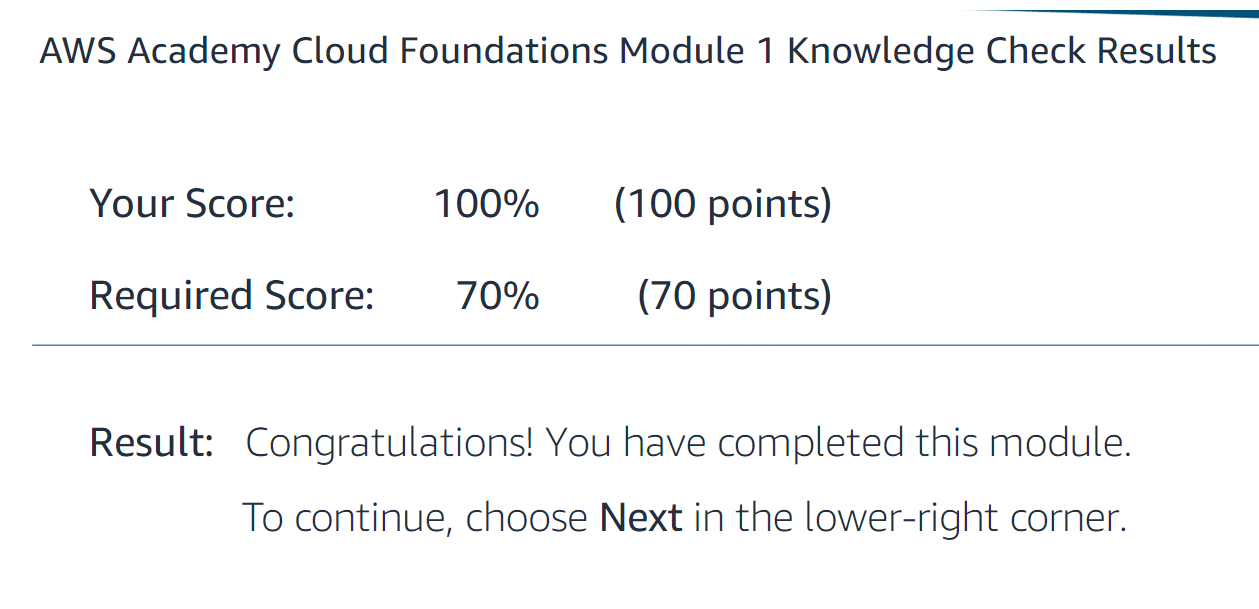 AWS Academy Cloud Foundations Module 1 Knowledge Check Results
Your Score: 100% (100 points)
Required Score: 70% (70 points)
Result: Congratulations! You have completed this module.
To continue, choose Next in the lower-right corner.